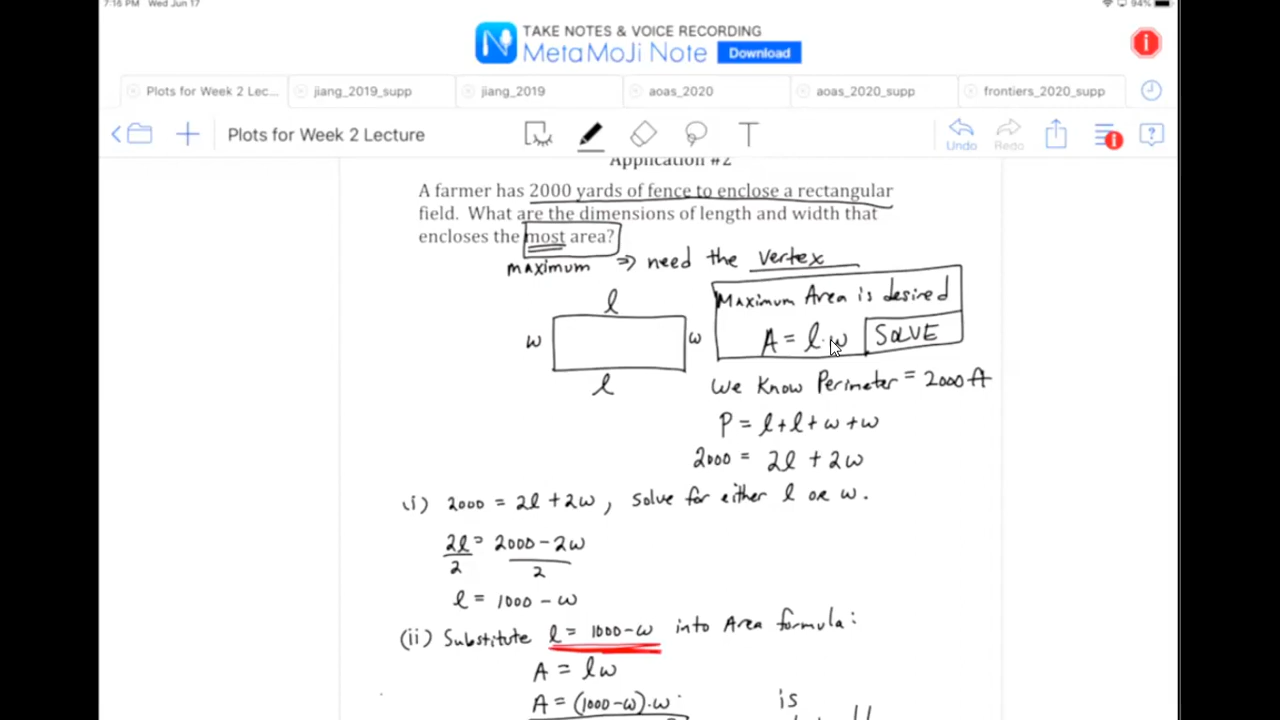 7:16 PM Wed Jun 17
94%
TAKE NOTES & VOICE RECORDING
MetaMoJi Note
Download
Plots for Week 2 Lec...
jiang_2019_supp
jiang_2019
aoas_2020
aoas_2020_supp
frontiers_2020_supp
Plots for Week 2 Lecture
T
Undo
Redo
Application #2
A farmer has 2000 yards of fence to enclose a rectangular
field. What are the dimensions of length and width that
encloses the most area?
maximum ⇒ need the vertex
l
w
w
l
Maximum Area is desired
A = l·w
SOLVE
We Know Perimeter = 2000 ft
P = l+l+w+w
2000 = 2l + 2w
(i) 2000 = 2l+2w, solve for either l or w.
2l = 2000 - 2w
2 2
l = 1000 - w
(ii) Substitute l = 1000-w into Area formula:
A = lw
A = (1000-w)·w
is